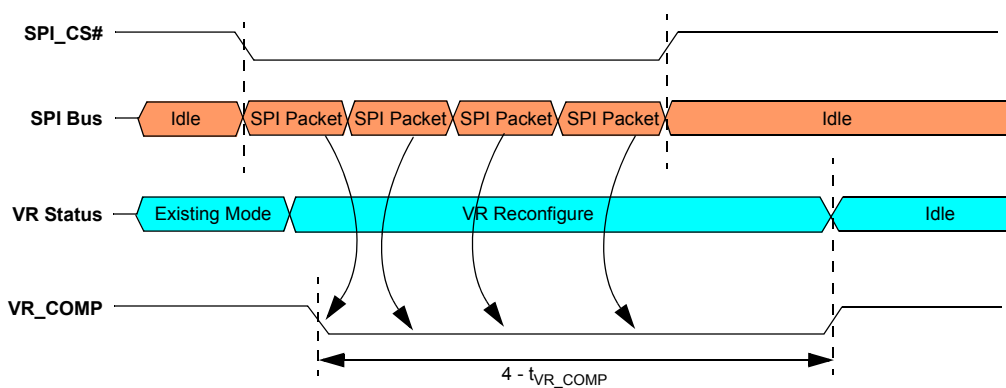 SPI_CS#
SPI Bus Idle SPI Packet SPI Packet SPI Packet SPI Packet Idle
VR Status Existing Mode VR Reconfigure Idle
VR_COMP
4 - tVR_COMP